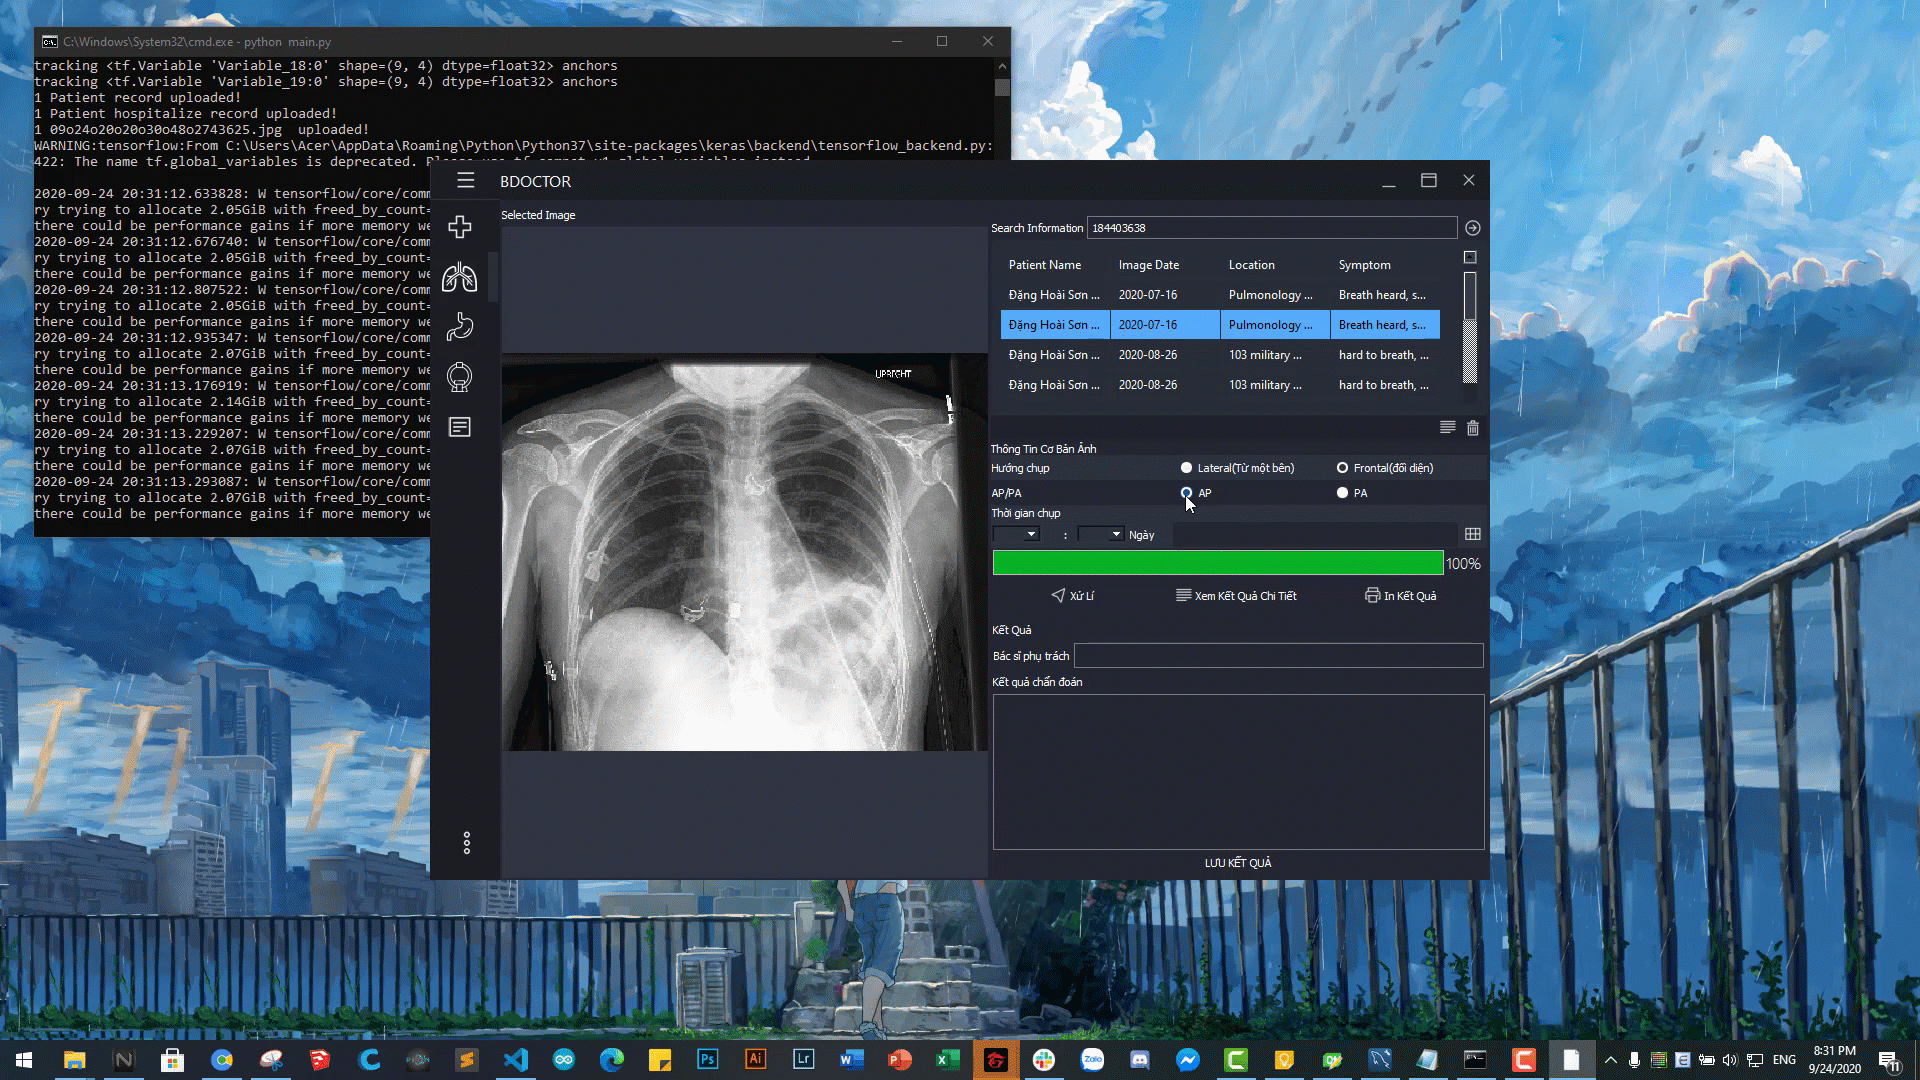 C:\Windows\System32\cmd.exe - python main.py
tracking <tf.Variable 'Variable_18:0' shape=(9, 4) dtype=float32> anchors
tracking <tf.Variable 'Variable_19:0' shape=(9, 4) dtype=float32> anchors
1 Patient record uploaded!
1 Patient hospitalize record uploaded!
1 09o24o20o20o30o48o2743625.jpg uploaded!
WARNING:tensorflow:From C:\Users\Acer\AppData\Roaming\Python\Python37\site-packages\keras\backend\tensorflow_backend.py:
422: The name tf.global_variables is deprecated.
2020-09-24 20:31:12.633828: W tensorflow/core/comm
ry trying to allocate 2.05GiB with freed_by_count=
there could be performance gains if more memory we
2020-09-24 20:31:12.676740: W tensorflow/core/comm
ry trying to allocate 2.05GiB with freed_by_count=
there could be performance gains if more memory we
2020-09-24 20:31:12.807522: W tensorflow/core/comm
ry trying to allocate 2.05GiB with freed_by_count=
there could be performance gains if more memory we
2020-09-24 20:31:12.935347: W tensorflow/core/comm
ry trying to allocate 2.07GiB with freed_by_count=
there could be performance gains if more memory we
2020-09-24 20:31:13.176919: W tensorflow/core/comm
ry trying to allocate 2.14GiB with freed_by_count=
there could be performance gains if more memory we
2020-09-24 20:31:13.229207: W tensorflow/core/comm
ry trying to allocate 2.07GiB with freed_by_count=
there could be performance gains if more memory we
2020-09-24 20:31:13.293087: W tensorflow/core/comm
ry trying to allocate 2.07GiB with freed_by_count=
there could be performance gains if more memory we
BDOCTOR
Selected Image
UPRIGHT
Search Information 184403638
Patient Name Image Date Location Symptom
Đặng Hoài Sơn ... 2020-07-16 Pulmonology ... Breath heard, s...
Đặng Hoài Sơn ... 2020-07-16 Pulmonology ... Breath heard, s...
Đặng Hoài Sơn ... 2020-08-26 103 military ... hard to breath, ...
Đặng Hoài Sơn ... 2020-08-26 103 military ... hard to breath, ...
Thông Tin Cơ Bản Ảnh
Hướng chụp Lateral(Từ một bên) Frontal(đối diện)
AP/PA AP PA
Thời gian chụp
: Ngày
100%
Xử Lí Xem Kết Quả Chi Tiết In Kết Quả
Kết Quả
Bác sĩ phụ trách
Kết quả chẩn đoán
LƯU KẾT QUẢ
Ps Ai Lr W P X Zalo
ENG
8:31 PM
9/24/2020
11